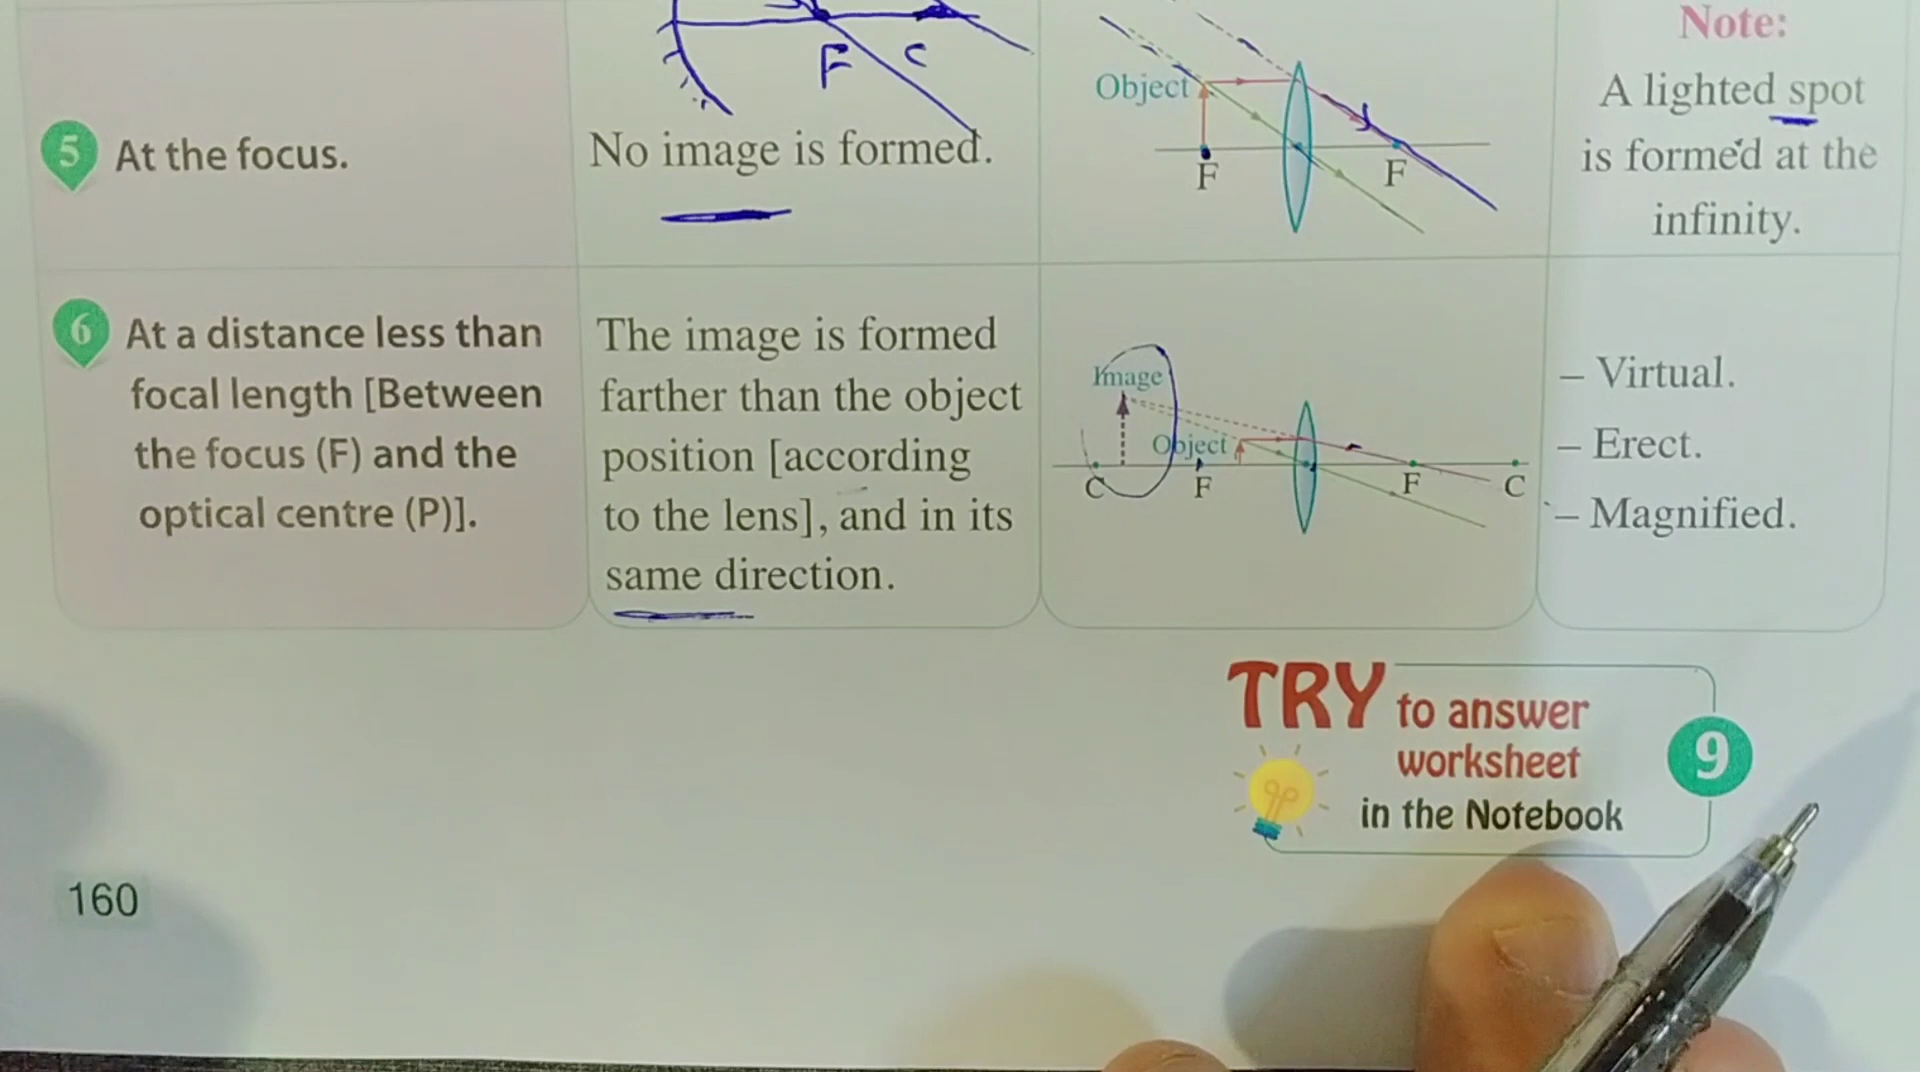 F C
5 At the focus.
No image is formed.
Object
F
F
Note:
A lighted spot
is formed at the
infinity.
6 At a distance less than
focal length [Between
the focus (F) and the
optical centre (P)].
The image is formed
farther than the object
position [according
to the lens], and in its
same direction.
Image
Object
C F F C
– Virtual.
– Erect.
– Magnified.
TRY to answer
worksheet
in the Notebook
9
160